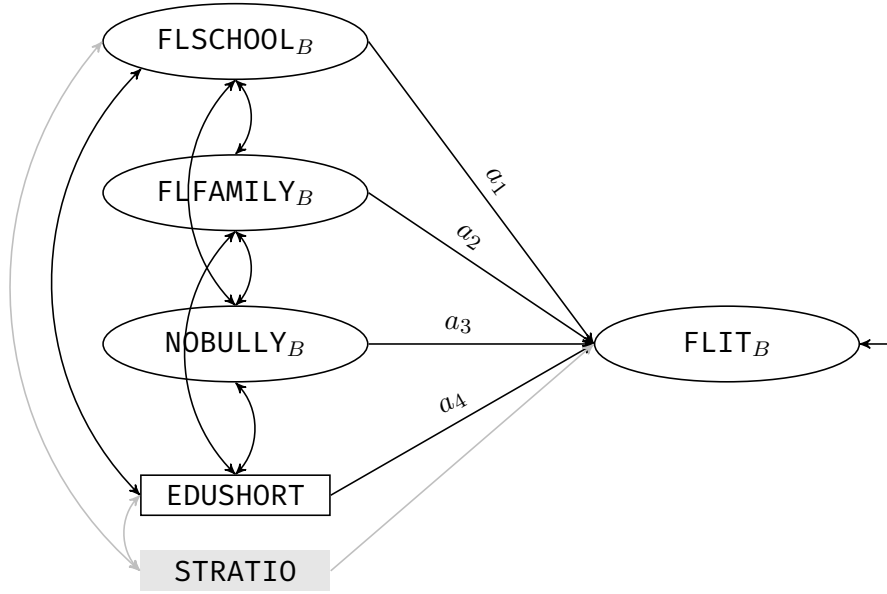 FLSCHOOL_B
a_1
FLFAMILY_B
a_2
NOBULLY_B
a_3
FLIT_B
a_4
EDUSHORT
STRATIO